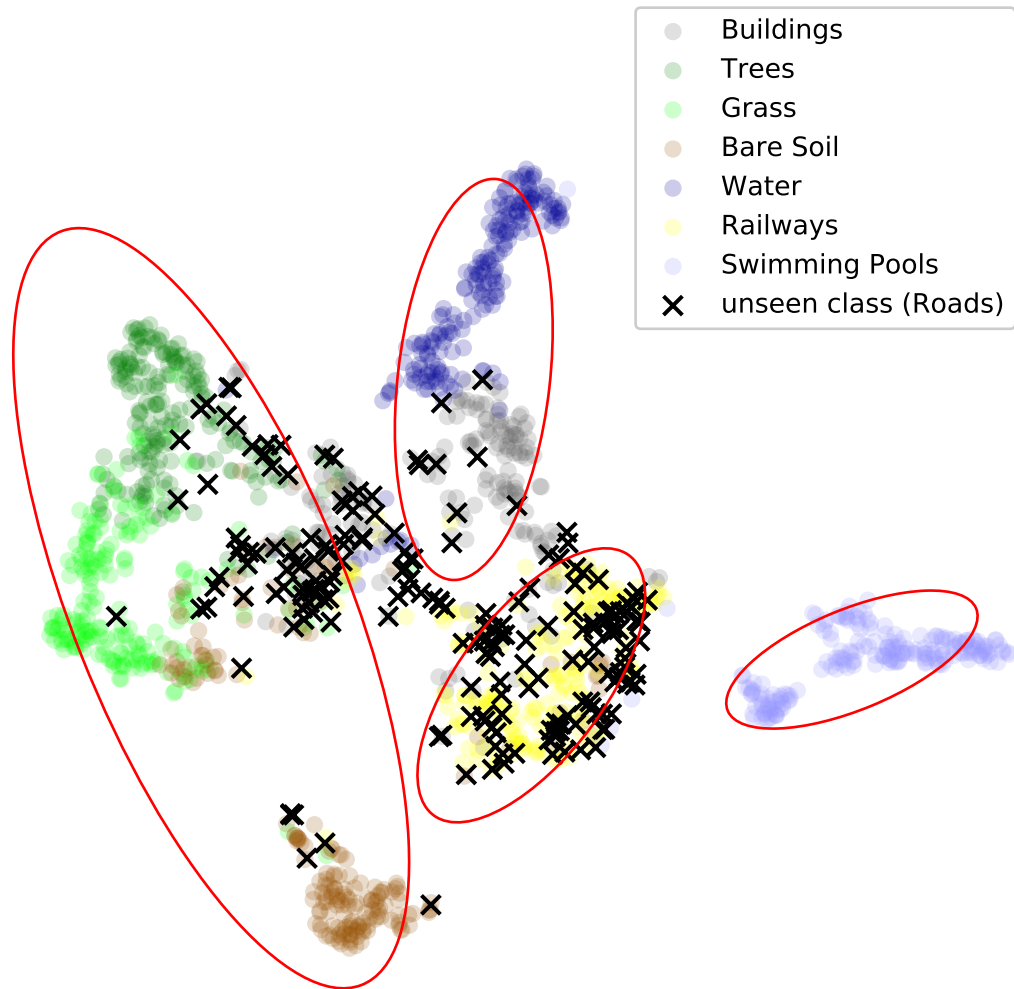 Buildings
Trees
Grass
Bare Soil
Water
Railways
Swimming Pools
unseen class (Roads)